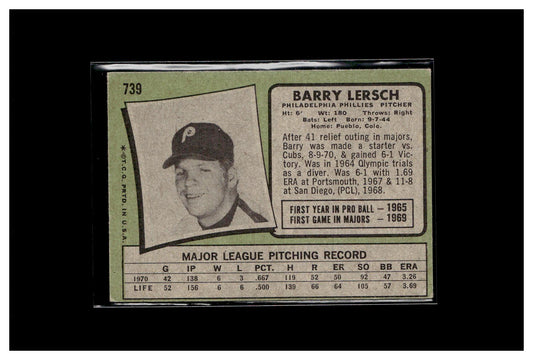 739
P
BARRY LERSCH
PHILADELPHIA PHILLIES PITCHER
Ht: 6' Wt: 180 Throws: Right
Bats: Left Born: 9-7-44
Home: Pueblo, Colo.
After 41 relief outing in majors,
Barry was made a starter vs.
Cubs, 8-9-70, & gained 6-1 Vic-
tory. Was in 1964 Olympic trials
as a diver. Was 6-1 with 1.69
ERA at Portsmouth, 1967 & 11-8
at San Diego, (PCL), 1968.
FIRST YEAR IN PRO BALL — 1965
FIRST GAME IN MAJORS — 1969
* © T.C.G. PRTD. IN U.S.A.
MAJOR LEAGUE PITCHING RECORD
G IP W L PCT. H R ER SO BB ERA
1970 42 138 6 3 .667 119 52 50 92 47 3.26
LIFE 52 156 6 6 .500 139 66 64 105 57 3.69